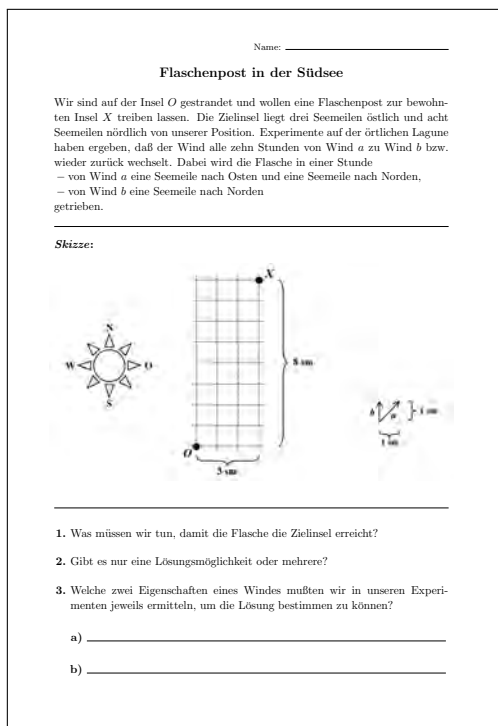 Name:
Flaschenpost in der Südsee
Wir sind auf der Insel O gestrandet und wollen eine Flaschenpost zur bewohn-
ten Insel X treiben lassen. Die Zielinsel liegt drei Seemeilen östlich und acht
Seemeilen nördlich von unserer Position. Experimente auf der örtlichen Lagune
haben ergeben, daß der Wind alle zehn Stunden von Wind a zu Wind b bzw.
wieder zurück wechselt. Dabei wird die Flasche in einer Stunde
– von Wind a eine Seemeile nach Osten und eine Seemeile nach Norden,
– von Wind b eine Seemeile nach Norden
getrieben.
Skizze:
X
N
W O
S
8 sm
b a 1 sm
1 sm
O
3 sm
1. Was müssen wir tun, damit die Flasche die Zielinsel erreicht?
2. Gibt es nur eine Lösungsmöglichkeit oder mehrere?
3. Welche zwei Eigenschaften eines Windes mußten wir in unseren Experi-
menten jeweils ermitteln, um die Lösung bestimmen zu können?
a)
b)